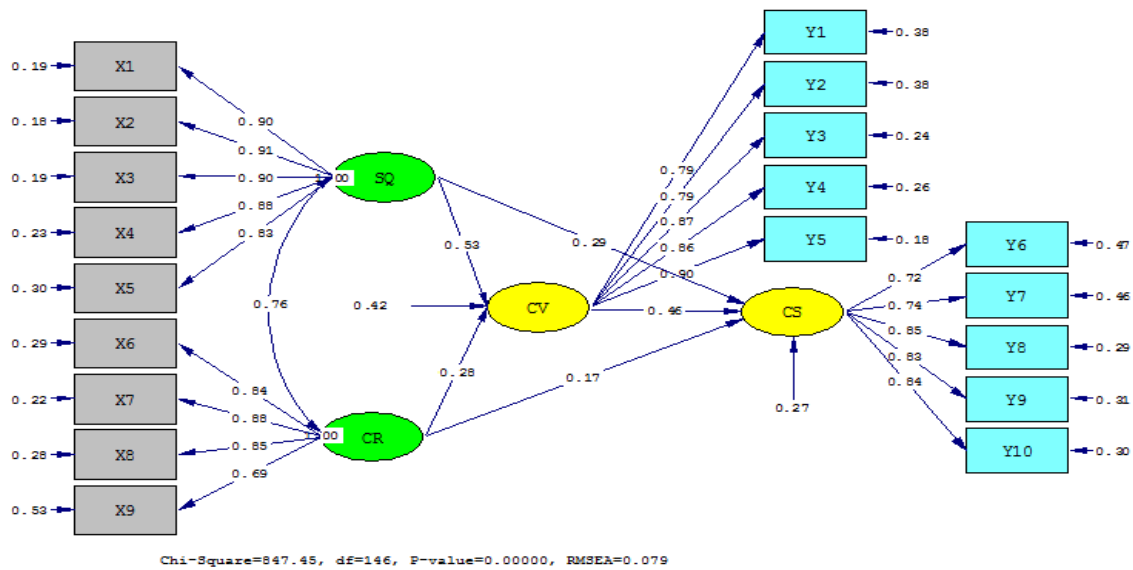 0.19 X1
0.18 X2
0.19 X3
0.23 X4
0.30 X5
0.29 X6
0.22 X7
0.28 X8
0.53 X9
0.90
0.91
0.90
0.88
0.83
0.84
0.88
0.85
0.69
1.00 SQ
0.76
00 CR
0.53
0.29
0.42
CV
0.28
0.17
0.46
CS
0.27
0.79
0.79
0.87
0.86
0.90
Y1 0.38
Y2 0.38
Y3 0.24
Y4 0.26
Y5 0.18
0.72
0.74
0.85
0.83
0.84
Y6 0.47
Y7 0.46
Y8 0.29
Y9 0.31
Y10 0.30
Chi-Square=847.45, df=146, P-value=0.00000, RMSEA=0.079